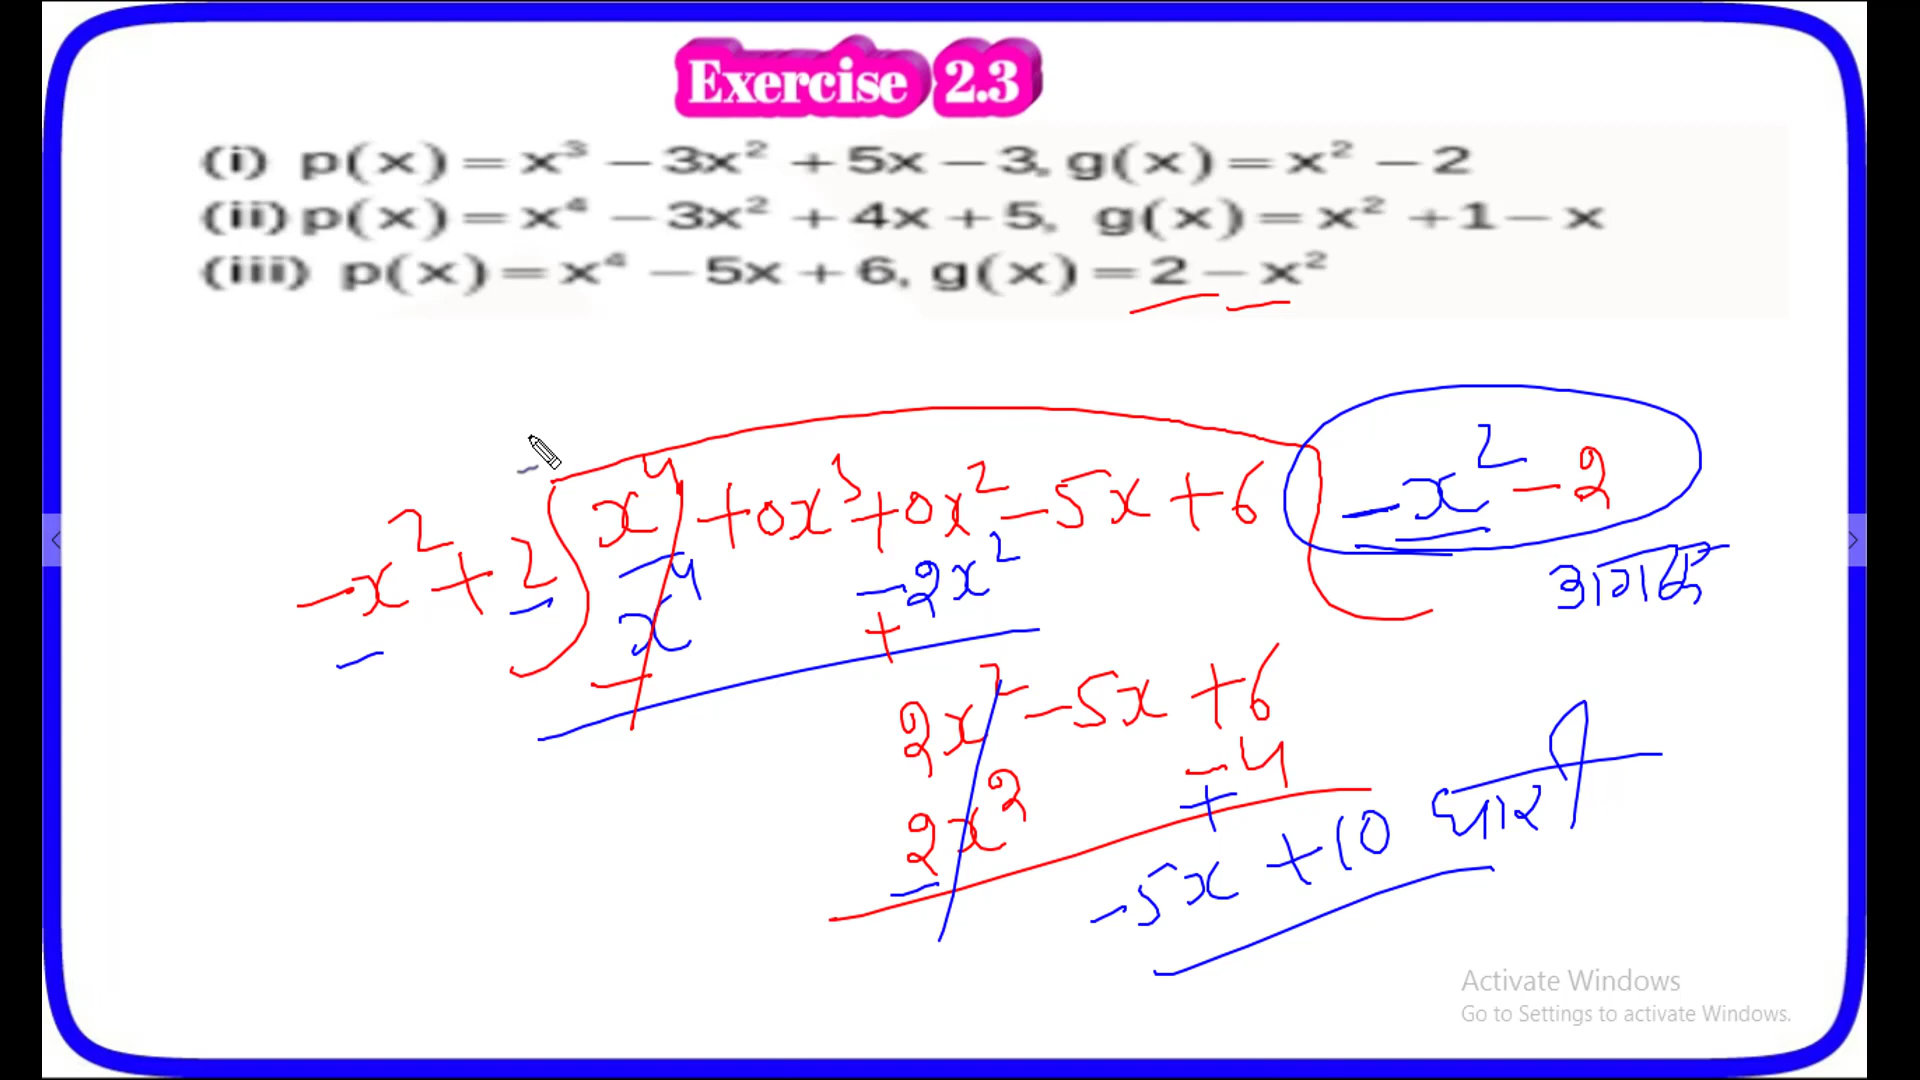 Exercise 2.3
(i) p(x) = x³ – 3x² + 5x – 3, g(x) = x² – 2
(ii) p(x) = x⁴ – 3x² + 4x + 5, g(x) = x² + 1 – x
(iii) p(x) = x⁴ – 5x + 6, g(x) = 2 – x²
-x² + 2 ) x⁴ + 0x³ + 0x² - 5x + 6 ( -x² - 2
x⁴ - 2x²
- +
2x² - 5x + 6
2x² - 4
- +
-5x + 10
Activate Windows
Go to Settings to activate Windows.